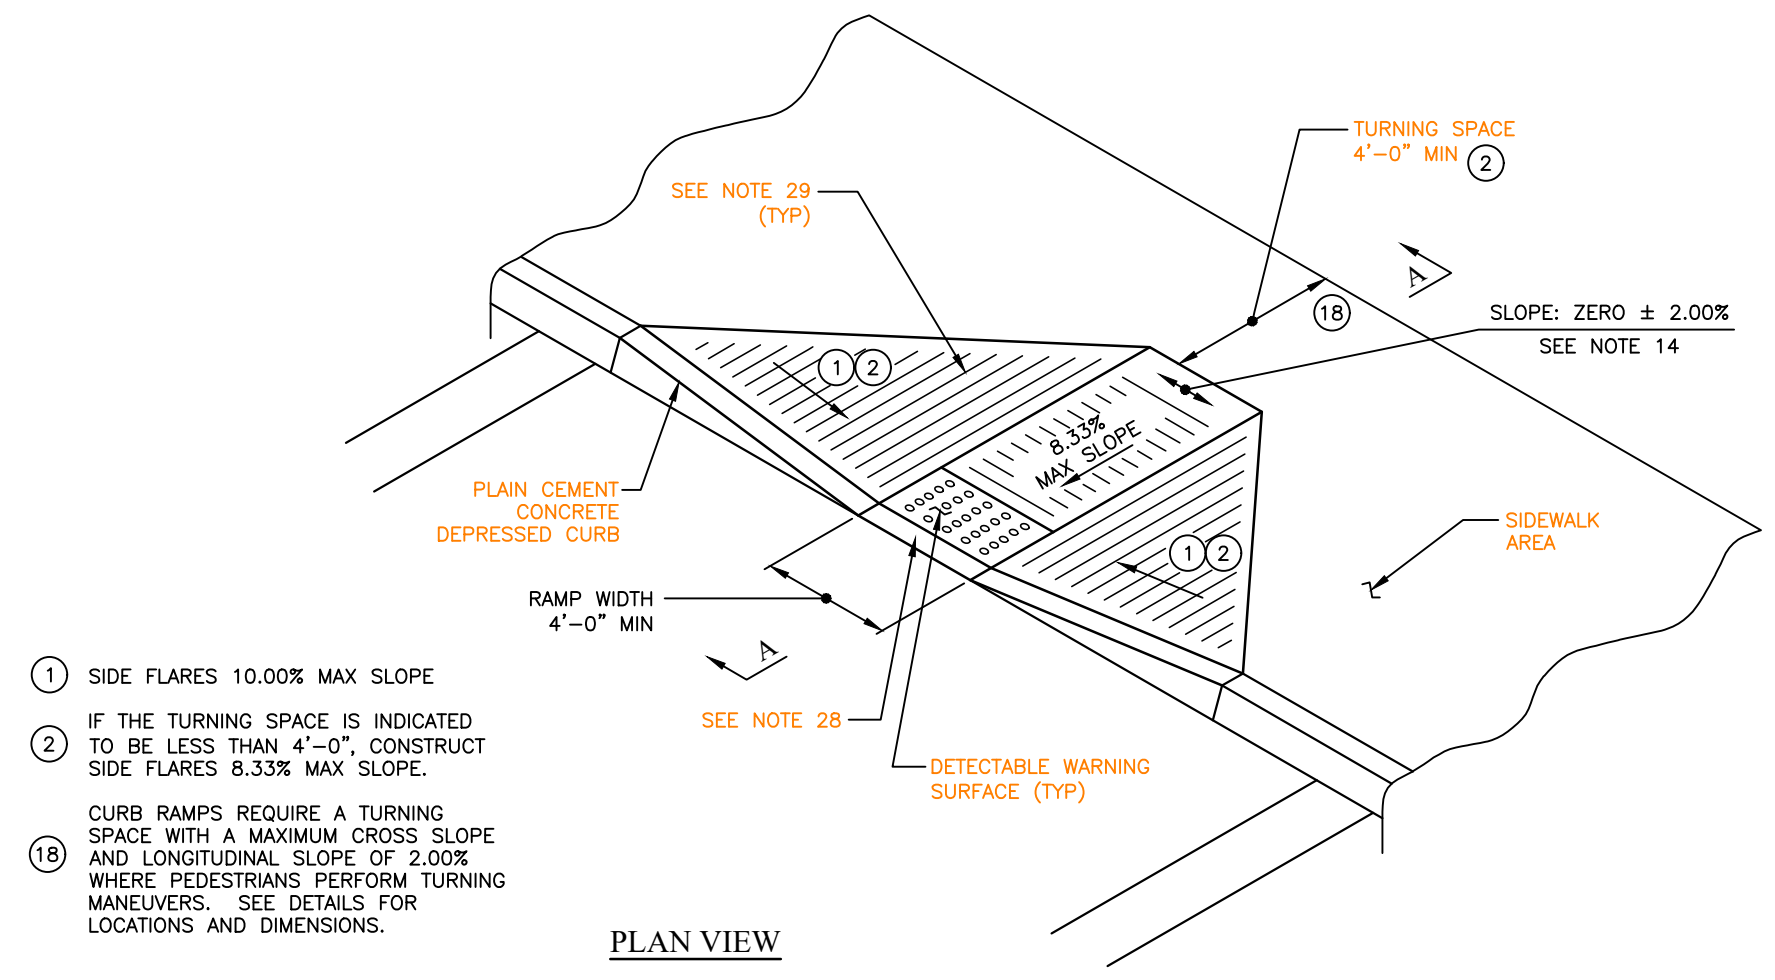 TURNING SPACE
4'-0" MIN 2
SEE NOTE 29
(TYP)
A
18
SLOPE: ZERO ± 2.00%
SEE NOTE 14
1 2
8.33%
MAX SLOPE
PLAIN CEMENT
CONCRETE
DEPRESSED CURB
SIDEWALK
AREA
1 2
RAMP WIDTH
4'-0" MIN
A
SEE NOTE 28
DETECTABLE WARNING
SURFACE (TYP)
1 SIDE FLARES 10.00% MAX SLOPE
2 IF THE TURNING SPACE IS INDICATED
TO BE LESS THAN 4'-0", CONSTRUCT
SIDE FLARES 8.33% MAX SLOPE.
18 CURB RAMPS REQUIRE A TURNING
SPACE WITH A MAXIMUM CROSS SLOPE
AND LONGITUDINAL SLOPE OF 2.00%
WHERE PEDESTRIANS PERFORM TURNING
MANEUVERS. SEE DETAILS FOR
LOCATIONS AND DIMENSIONS.
PLAN VIEW